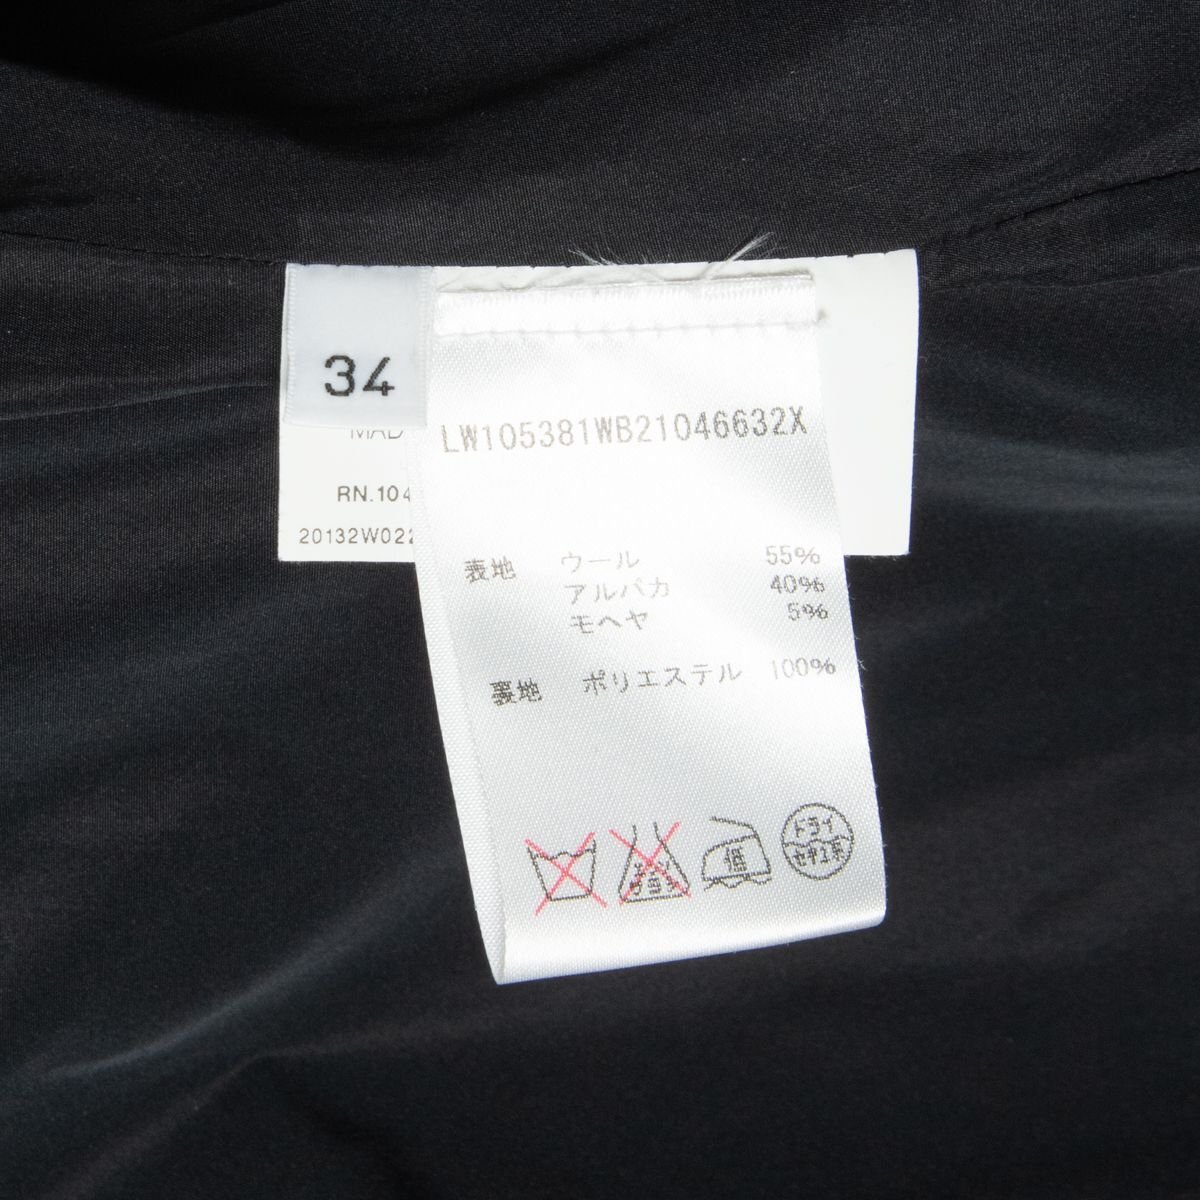 34
MAD
RN.104
20132W022
LW105381WB21046632X
表地 ウール 55%
アルパカ 40%
モヘヤ 5%
裏地 ポリエステル 100%
低
ドライ
セキユ系